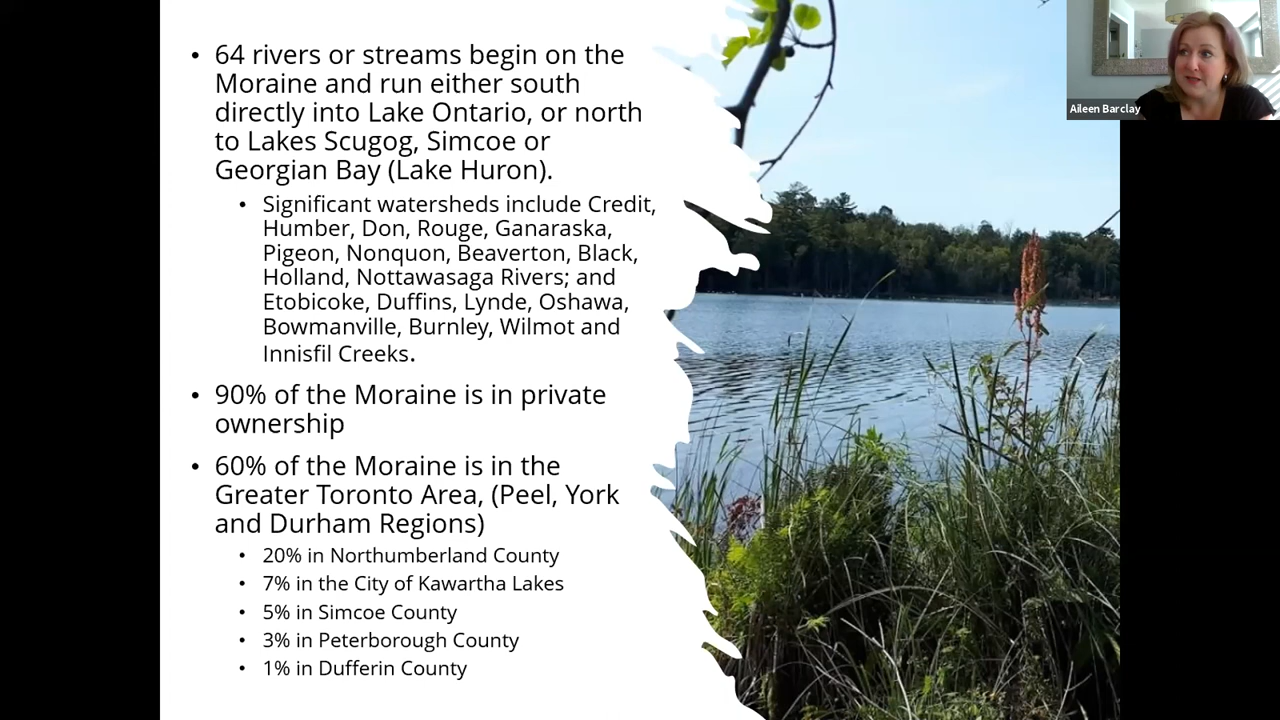 • 64 rivers or streams begin on the
Moraine and run either south
directly into Lake Ontario, or north
to Lakes Scugog, Simcoe or
Georgian Bay (Lake Huron).
• Significant watersheds include Credit,
Humber, Don, Rouge, Ganaraska,
Pigeon, Nonquon, Beaverton, Black,
Holland, Nottawasaga Rivers; and
Etobicoke, Duffins, Lynde, Oshawa,
Bowmanville, Burnley, Wilmot and
Innisfil Creeks.
• 90% of the Moraine is in private
ownership
• 60% of the Moraine is in the
Greater Toronto Area, (Peel, York
and Durham Regions)
• 20% in Northumberland County
• 7% in the City of Kawartha Lakes
• 5% in Simcoe County
• 3% in Peterborough County
• 1% in Dufferin County
Aileen Barclay